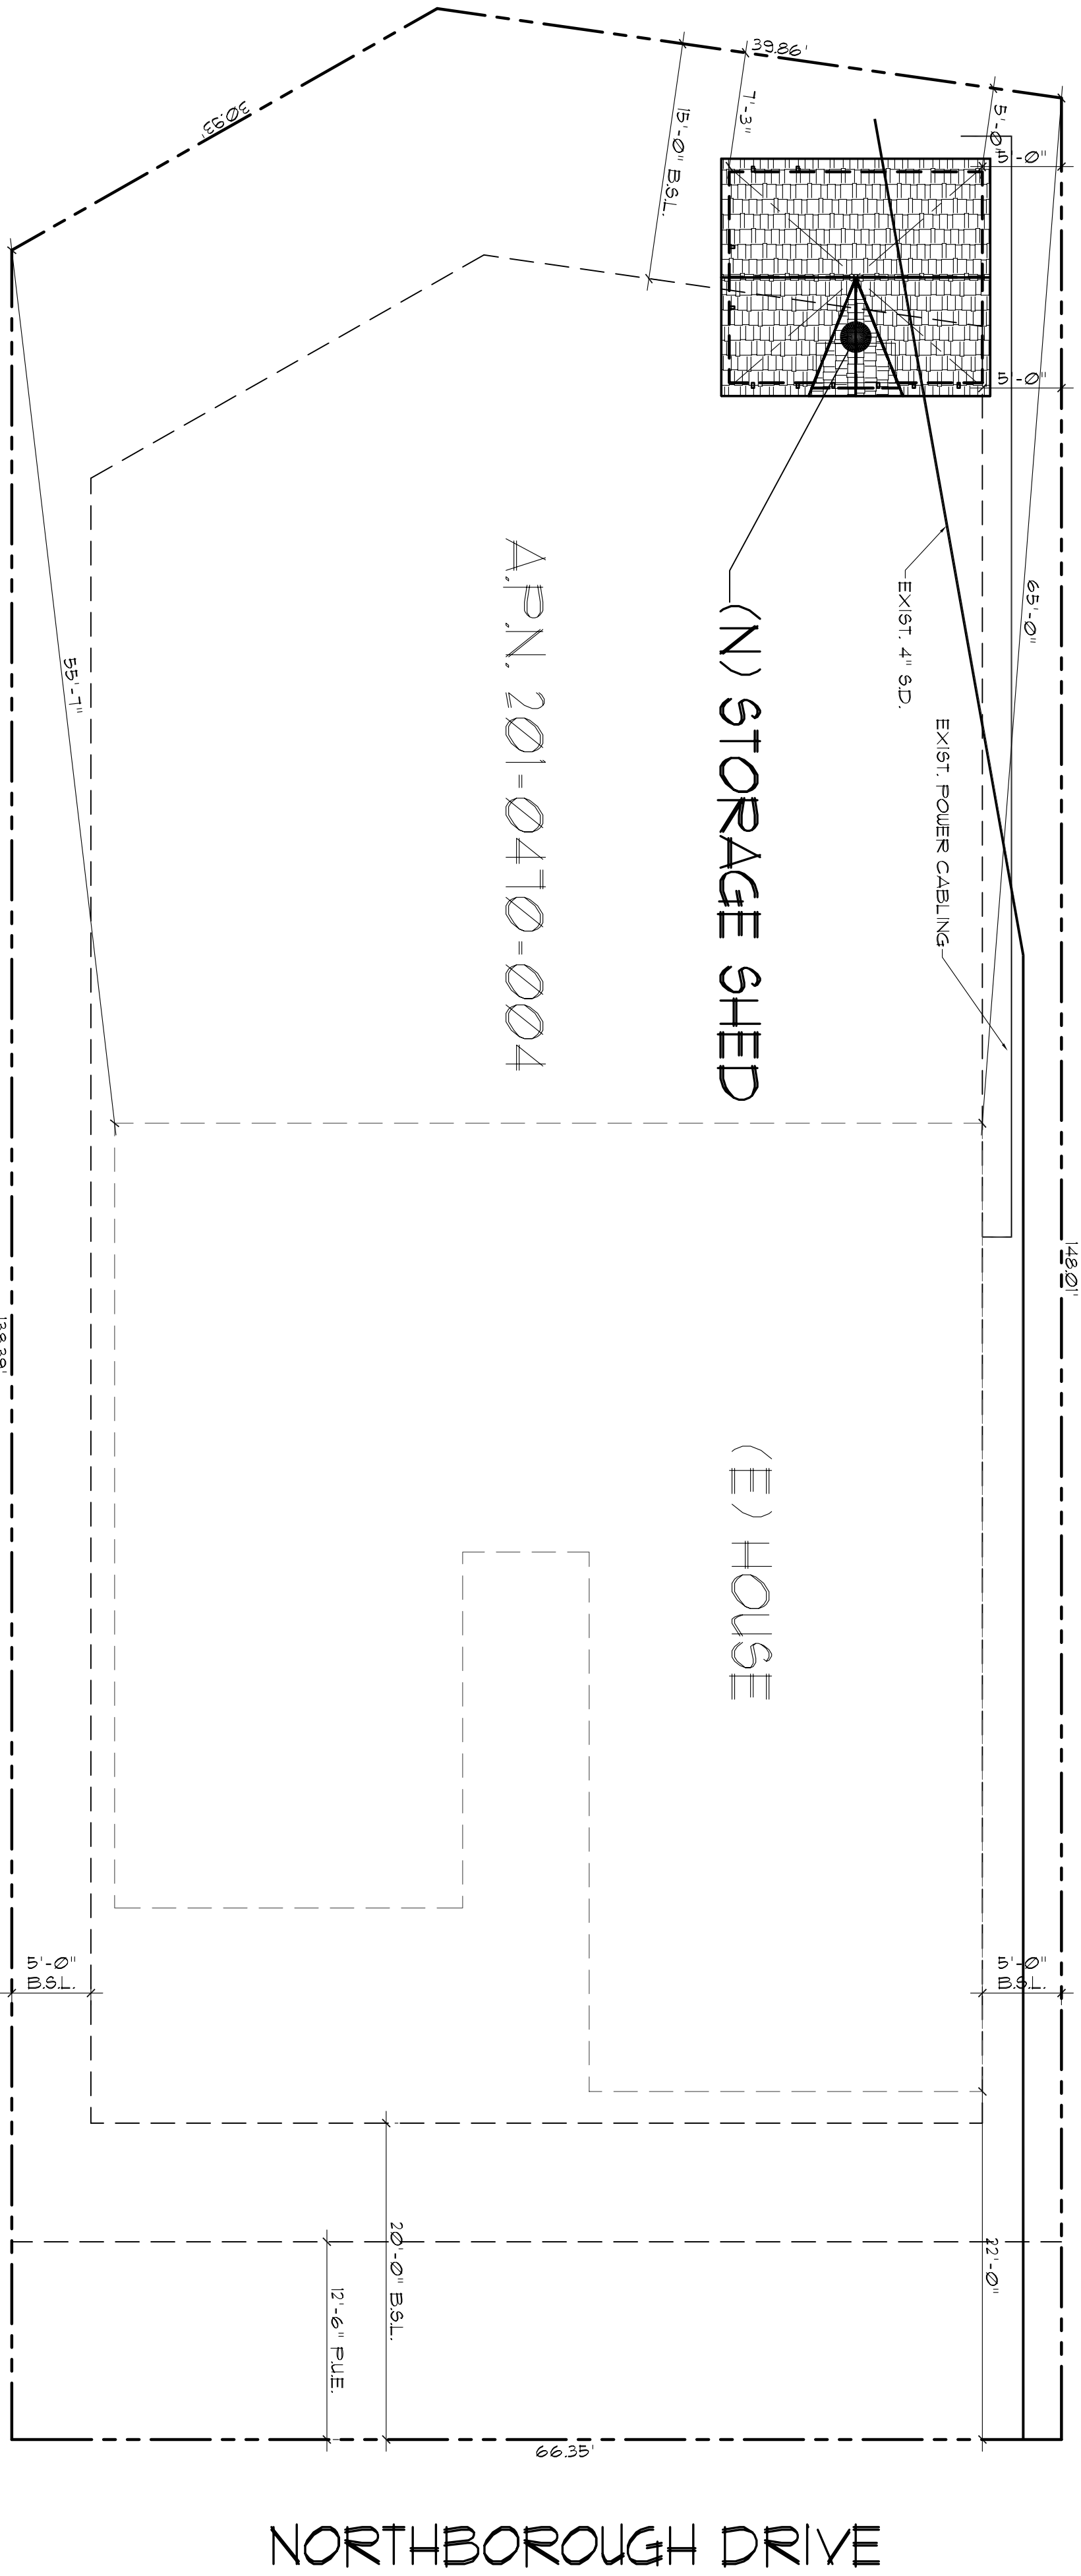 39.86'
30.93'
7'-3"
5'-0"
15'-0" B.S.L.
5'-0"
5'-0"
65'-0"
EXIST. 4" S.D.
55'-7"
A.P.N. 201-0470-004
(N) STORAGE SHED
EXIST. POWER CABLING
148.01'
(E) HOUSE
5'-0"
B.S.L.
5'-0"
B.S.L.
20'-0" B.S.L.
22'-0"
12'-6" P.U.E.
66.35'
NORTHBOROUGH DRIVE